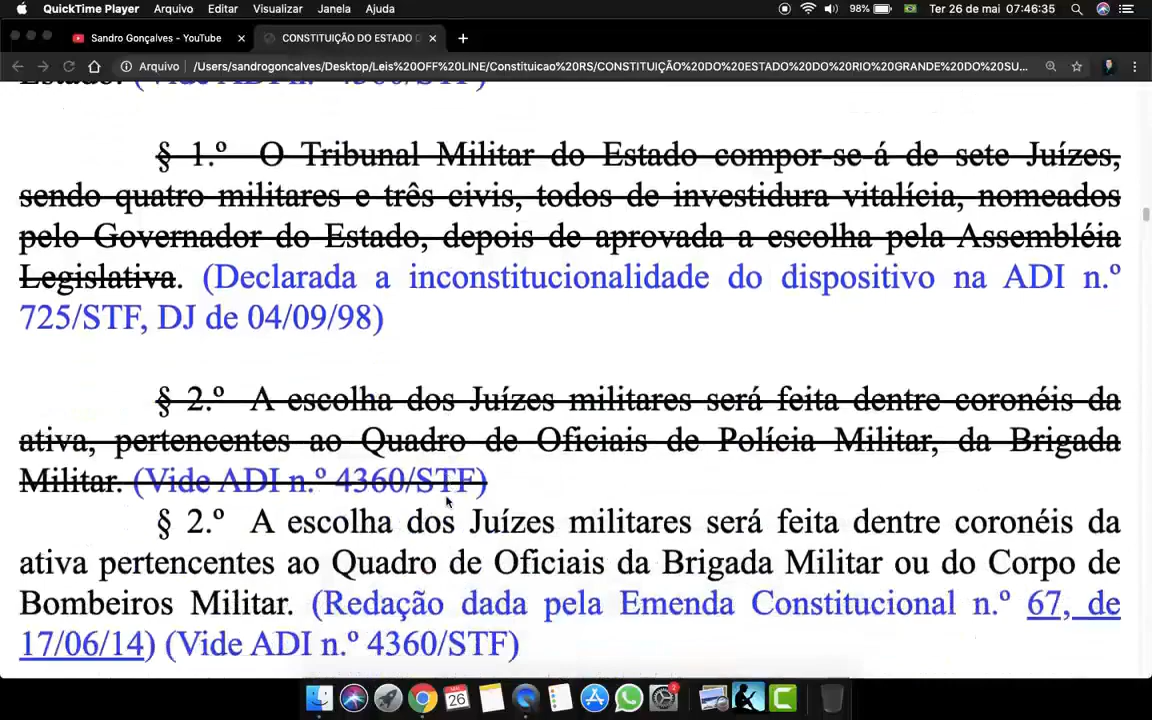 QuickTime Player Arquivo Editar Visualizar Janela Ajuda 98% Ter 26 de mai 07:46:35
Sandro Gonçalves - YouTube CONSTITUIÇÃO DO ESTADO
Arquivo /Users/sandrogoncalves/Desktop/Leis%20OFF%20LINE/Constituicao%20RS/CONSTITUIÇÃO%20DO%20ESTADO%20DO%20RIO%20GRANDE%20DO%20SU...
Estado. (Vide ADI n.º 4360/STF)
§ 1.º O Tribunal Militar do Estado compor-se-á de sete Juízes,
sendo quatro militares e três civis, todos de investidura vitalícia, nomeados
pelo Governador do Estado, depois de aprovada a escolha pela Assembléia
Legislativa. (Declarada a inconstitucionalidade do dispositivo na ADI n.º
725/STF, DJ de 04/09/98)
§ 2.º A escolha dos Juízes militares será feita dentre coronéis da
ativa, pertencentes ao Quadro de Oficiais de Polícia Militar, da Brigada
Militar. (Vide ADI n.º 4360/STF)
§ 2.º A escolha dos Juízes militares será feita dentre coronéis da
ativa pertencentes ao Quadro de Oficiais da Brigada Militar ou do Corpo de
Bombeiros Militar. (Redação dada pela Emenda Constitucional n.º 67, de
17/06/14) (Vide ADI n.º 4360/STF)
26